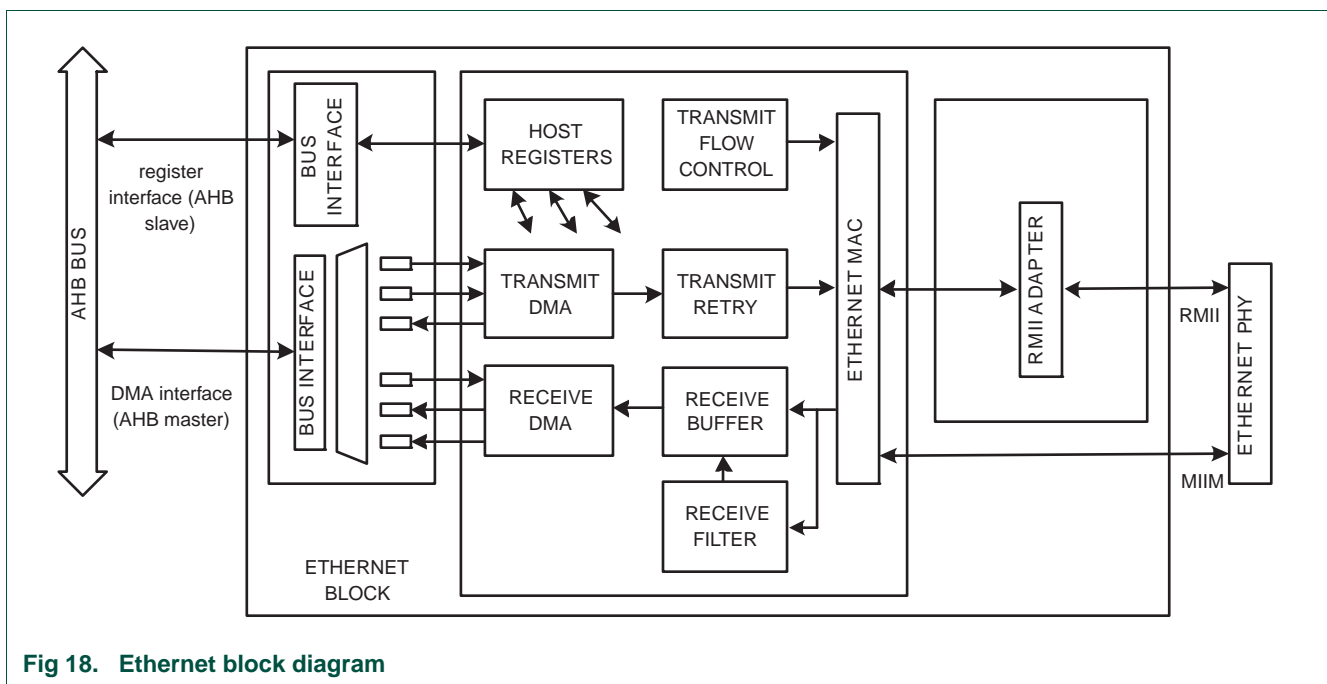 AHB BUS
register
interface (AHB
slave)
DMA interface
(AHB master)
BUS
INTERFACE
BUS INTERFACE
ETHERNET
BLOCK
HOST
REGISTERS
TRANSMIT
FLOW
CONTROL
TRANSMIT
DMA
TRANSMIT
RETRY
RECEIVE
DMA
RECEIVE
BUFFER
RECEIVE
FILTER
ETHERNET MAC
RMII ADAPTER
RMII
MIIM
ETHERNET PHY
Fig 18. Ethernet block diagram